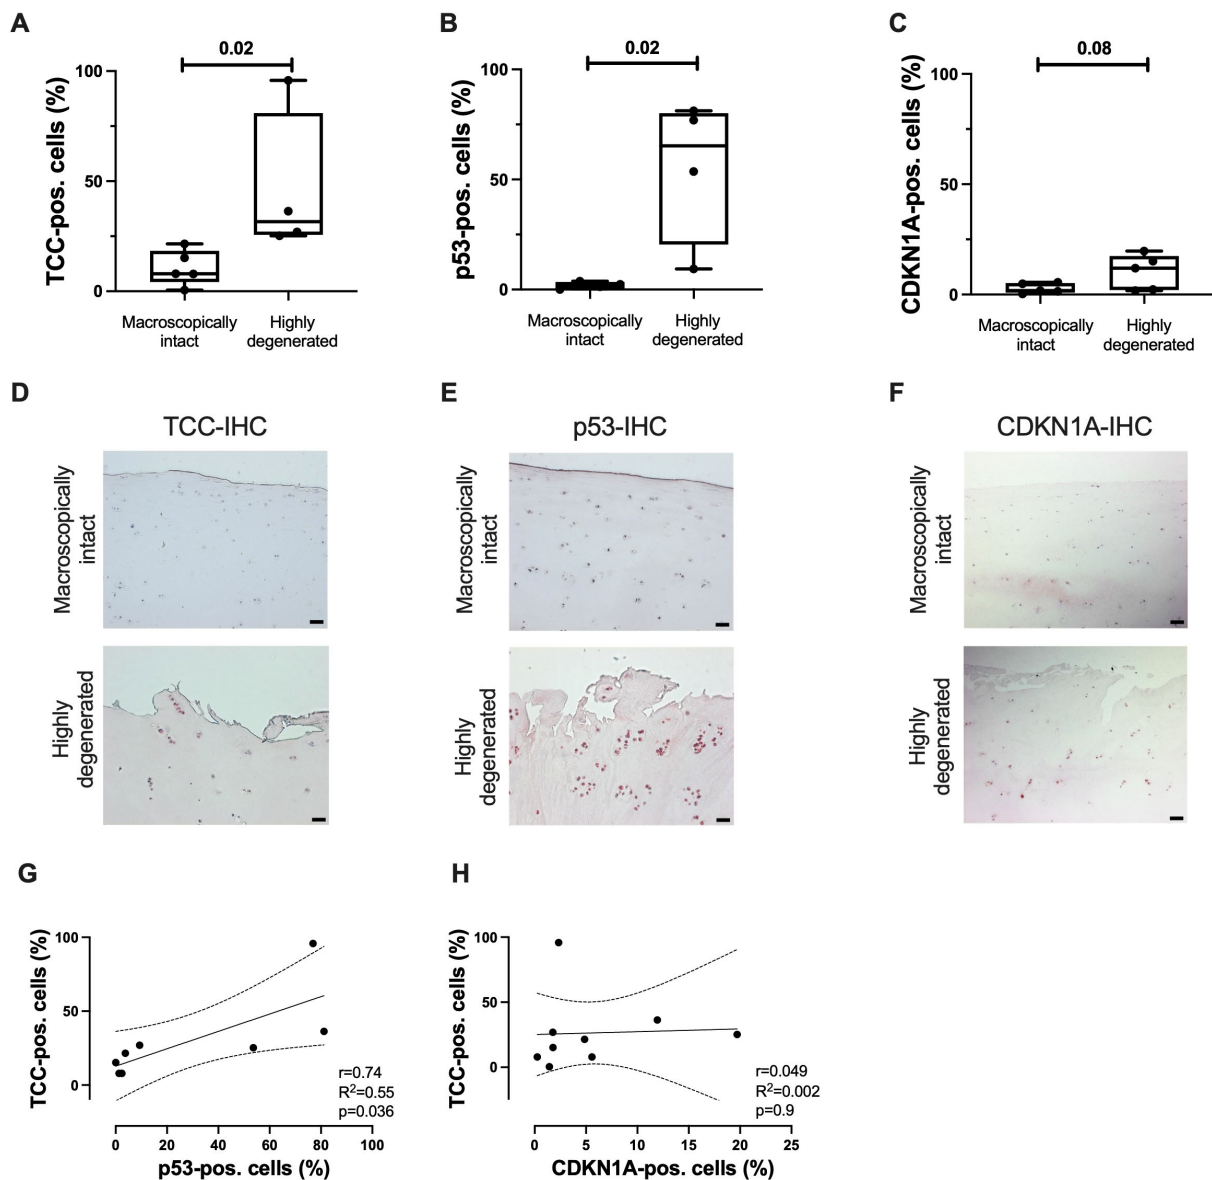 A
B
C
0.02
0.02
0.08
TCC-pos. cells (%)
100
50
0
Macroscopically
intact
Highly
degenerated
p53-pos. cells (%)
100
50
0
Macroscopically
intact
Highly
degenerated
CDKN1A-pos. cells (%)
100
50
0
Macroscopically
intact
Highly
degenerated
D
E
F
TCC-IHC
p53-IHC
CDKN1A-IHC
Macroscopically
intact
Macroscopically
intact
Macroscopically
intact
Highly
degenerated
Highly
degenerated
Highly
degenerated
G
H
TCC-pos. cells (%)
100
50
0
r=0.74
R²=0.55
p=0.036
0 20 40 60 80 100
p53-pos. cells (%)
TCC-pos. cells (%)
100
50
0
r=0.049
R²=0.002
p=0.9
0 5 10 15 20 25
CDKN1A-pos. cells (%)